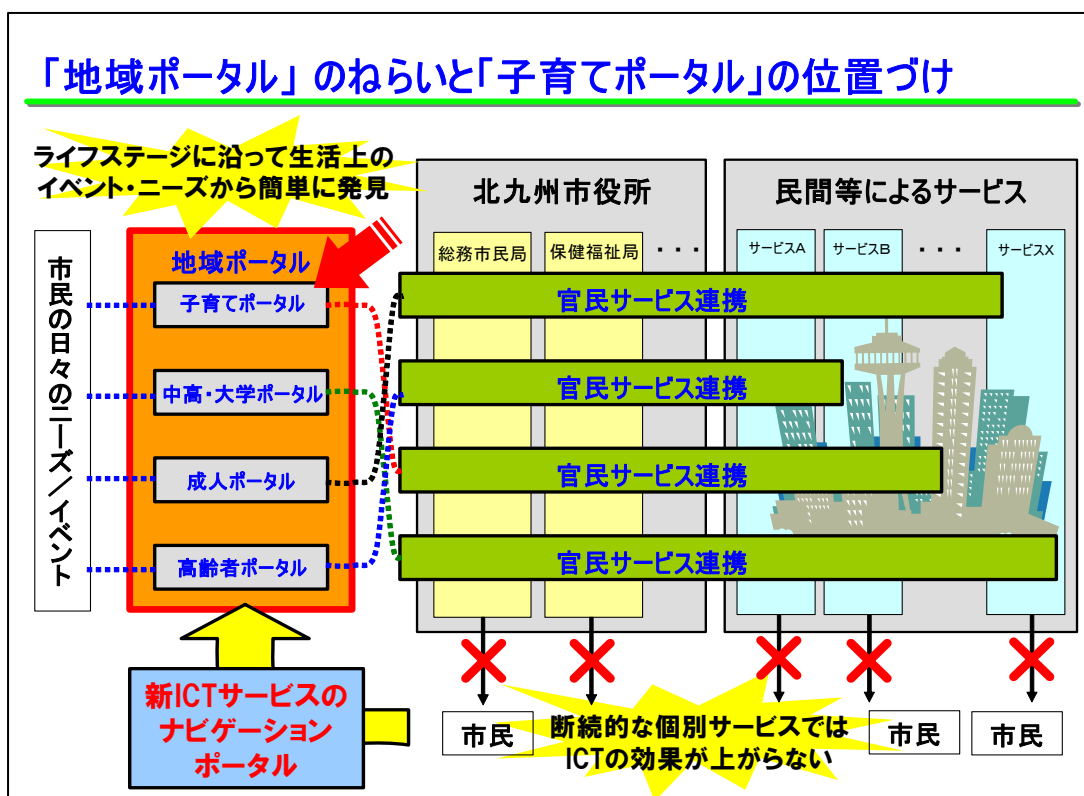 「地域ポータル」のねらいと「子育てポータル」の位置づけ
ライフステージに沿って生活上の
イベント・ニーズから簡単に発見
北九州市役所
民間等によるサービス
市民の日々のニーズ／イベント
地域ポータル
子育てポータル
中高・大学ポータル
成人ポータル
高齢者ポータル
総務市民局
保健福祉局
・・・
サービスA
サービスB
・・・
サービスX
官民サービス連携
官民サービス連携
官民サービス連携
官民サービス連携
新ICTサービスの
ナビゲーション
ポータル
市民
断続的な個別サービスでは
ICTの効果が上がらない
市民
市民